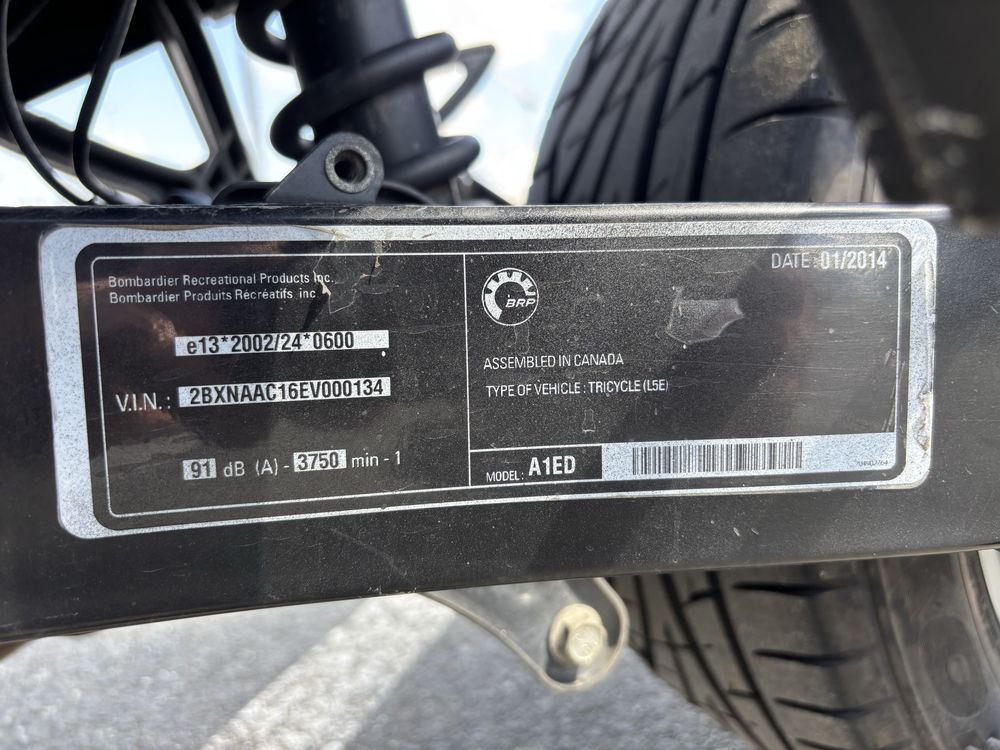 Bombardier Recreational Products Inc.
Bombardier Produits Récréatifs inc.
e13*2002/24*0600
V.I.N.: 2BXNAAC16EV000134
91 dB (A) - 3750 min - 1
DATE: 01/2014
BRP
ASSEMBLED IN CANADA
TYPE OF VEHICLE : TRICYCLE (L5E)
MODEL: A1ED